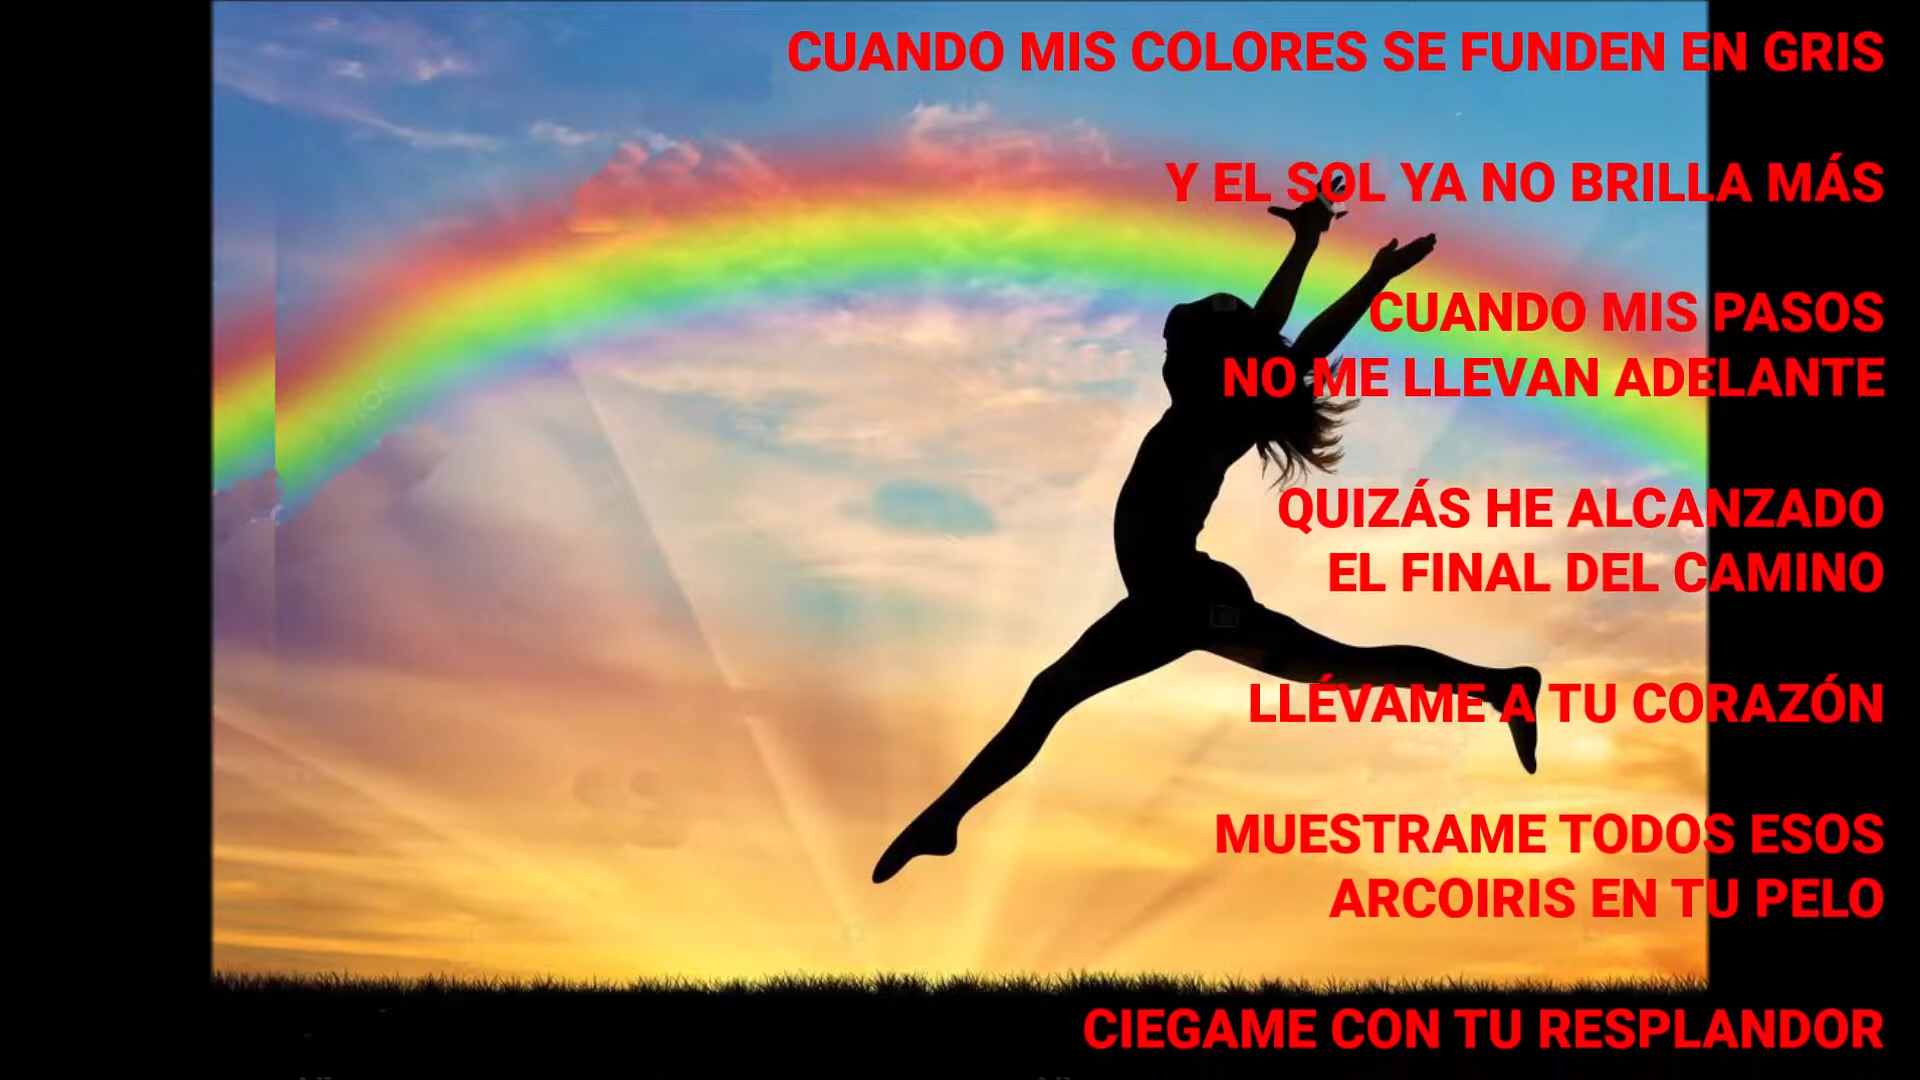 CUANDO MIS COLORES SE FUNDEN EN GRIS
Y EL SOL YA NO BRILLA MÁS
CUANDO MIS PASOS
NO ME LLEVAN ADELANTE
QUIZÁS HE ALCANZADO
EL FINAL DEL CAMINO
LLÉVAME A TU CORAZÓN
MUESTRAME TODOS ESOS
ARCOIRIS EN TU PELO
CIEGAME CON TU RESPLANDOR